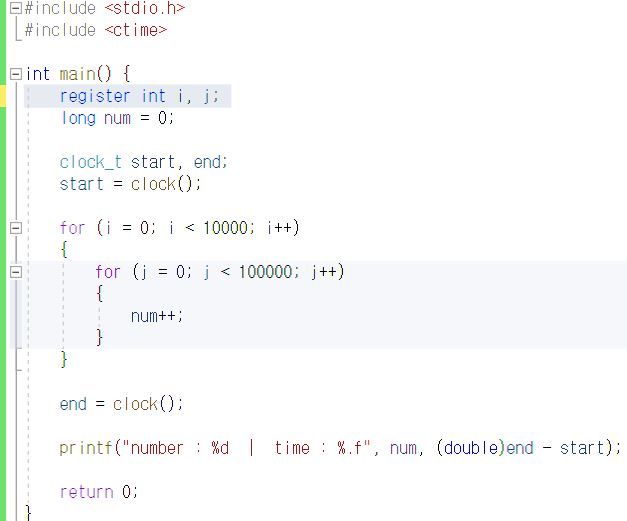 #include <stdio.h>
#include <ctime>
int main() {
register int i, j;
long num = 0;
clock_t start, end;
start = clock();
for (i = 0; i < 10000; i++)
{
for (j = 0; j < 100000; j++)
{
num++;
}
}
end = clock();
printf("number : %d  |  time : %.f", num, (double)end - start);
return 0;
}